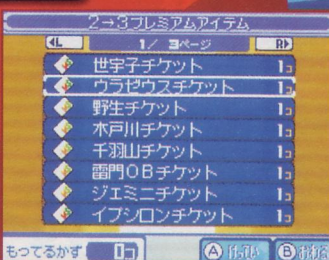 2→3プレミアムアイテム
◀L 1/ 3ページ R▶
世宇子チケット 1コ
ウラゼウスチケット 1コ
野生チケット 1コ
木戸川チケット 1コ
千羽山チケット 1コ
雷門OBチケット 1コ
ジェミニチケット 1コ
イプシロンチケット 1コ
もってるかず 0コ Ⓐ Ⓑ